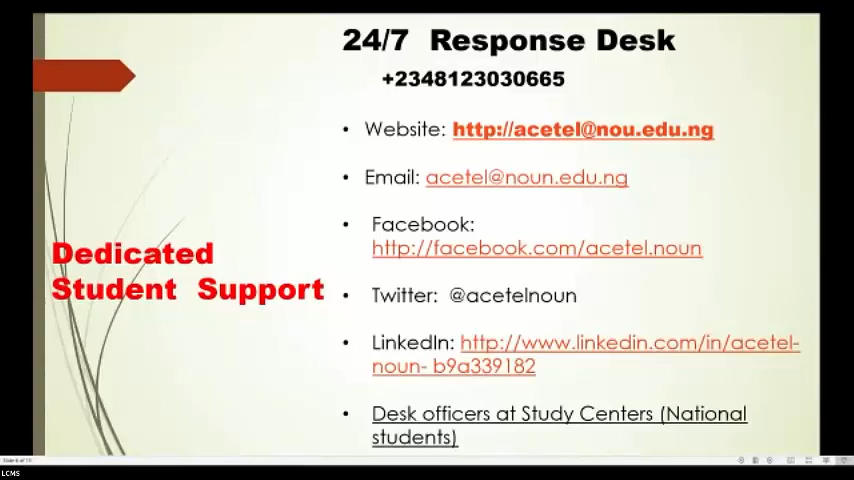 24/7 Response Desk
+2348123030665
• Website: http://acetel@nou.edu.ng
• Email: acetel@noun.edu.ng
• Facebook:
http://facebook.com/acetel.noun
Dedicated
Student Support
• Twitter: @acetelnoun
• LinkedIn: http://www.linkedin.com/in/acetel-
noun- b9a339182
• Desk officers at Study Centers (National
students)
LCMS